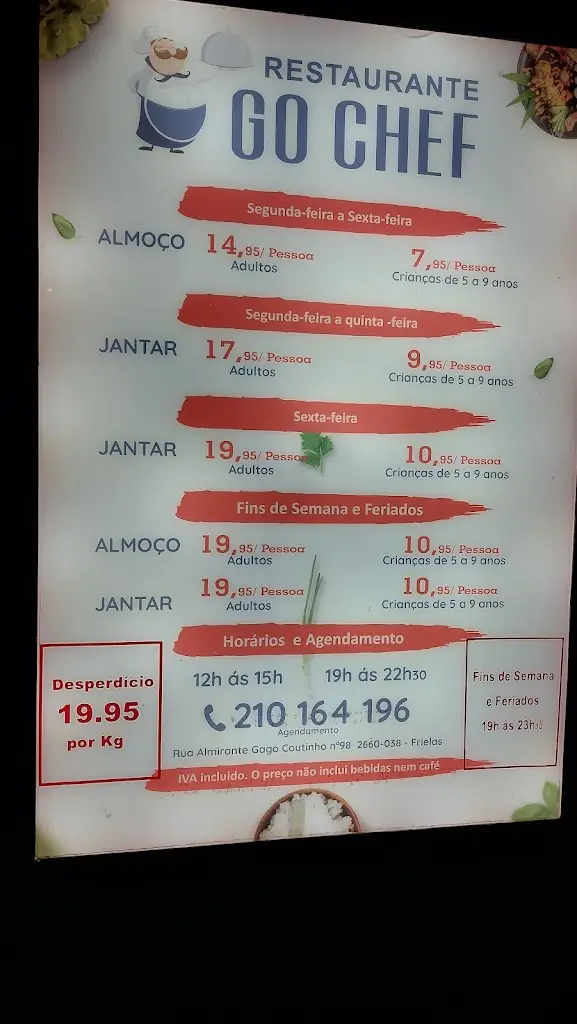 RESTAURANTE
GO CHEF
Segunda-feira a Sexta-feira
ALMOÇO 14,95/ Pessoa 7,95/ Pessoa
Adultos Crianças de 5 a 9 anos
Segunda-feira a quinta -feira
JANTAR 17,95/ Pessoa 9,95/ Pessoa
Adultos Crianças de 5 a 9 anos
Sexta-feira
JANTAR 19,95/ Pessoa 10,95/ Pessoa
Adultos Crianças de 5 a 9 anos
Fins de Semana e Feriados
ALMOÇO 19,95/ Pessoa 10,95/ Pessoa
Adultos Crianças de 5 a 9 anos
JANTAR 19,95/ Pessoa 10,95/ Pessoa
Adultos Crianças de 5 a 9 anos
Horários e Agendamento
Desperdício
19.95
por Kg
12h ás 15h 19h ás 22h30
210 164 196
Agendamento
Rua Almirante Gago Coutinho nº98 2660-038 - Frielas
Fins de Semana
e Feriados
19h ás 23h30
IVA incluido. O preço não inclui bebidas nem café